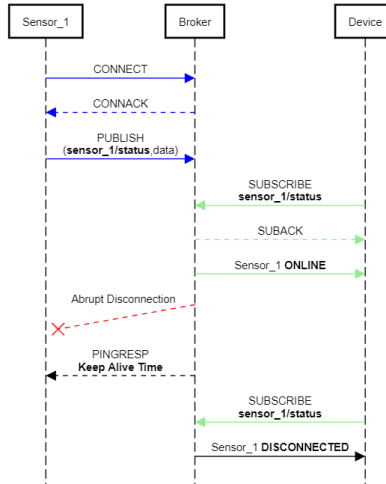 Sensor_1
Broker
Device
CONNECT
CONNACK
PUBLISH
(sensor_1/status,data)
SUBSCRIBE
sensor_1/status
SUBACK
Sensor_1 ONLINE
Abrupt Disconnection
PINGRESP
Keep Alive Time
SUBSCRIBE
sensor_1/status
Sensor_1 DISCONNECTED